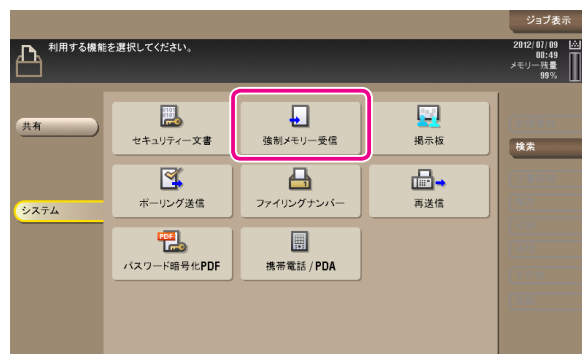 ジョブ表示
利用する機能を選択してください。
2012/07/09
08:49
メモリー残量
99%
共有
システム
セキュリティー文書
強制メモリー受信
掲示板
ポーリング送信
ファイリングナンバー
再送信
PDF
パスワード暗号化PDF
携帯電話 / PDA
検索